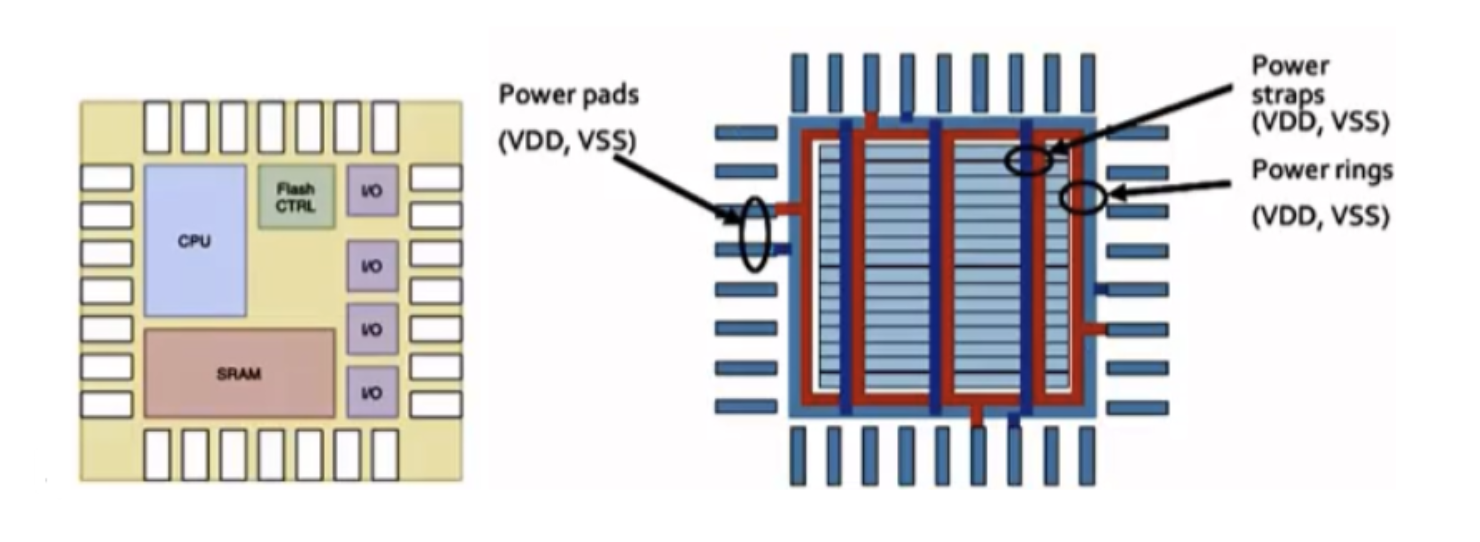 CPU
Flash
CTRL
I/O
I/O
I/O
I/O
SRAM
Power pads
(VDD, VSS)
Power
straps
(VDD, VSS)
Power rings
(VDD, VSS)